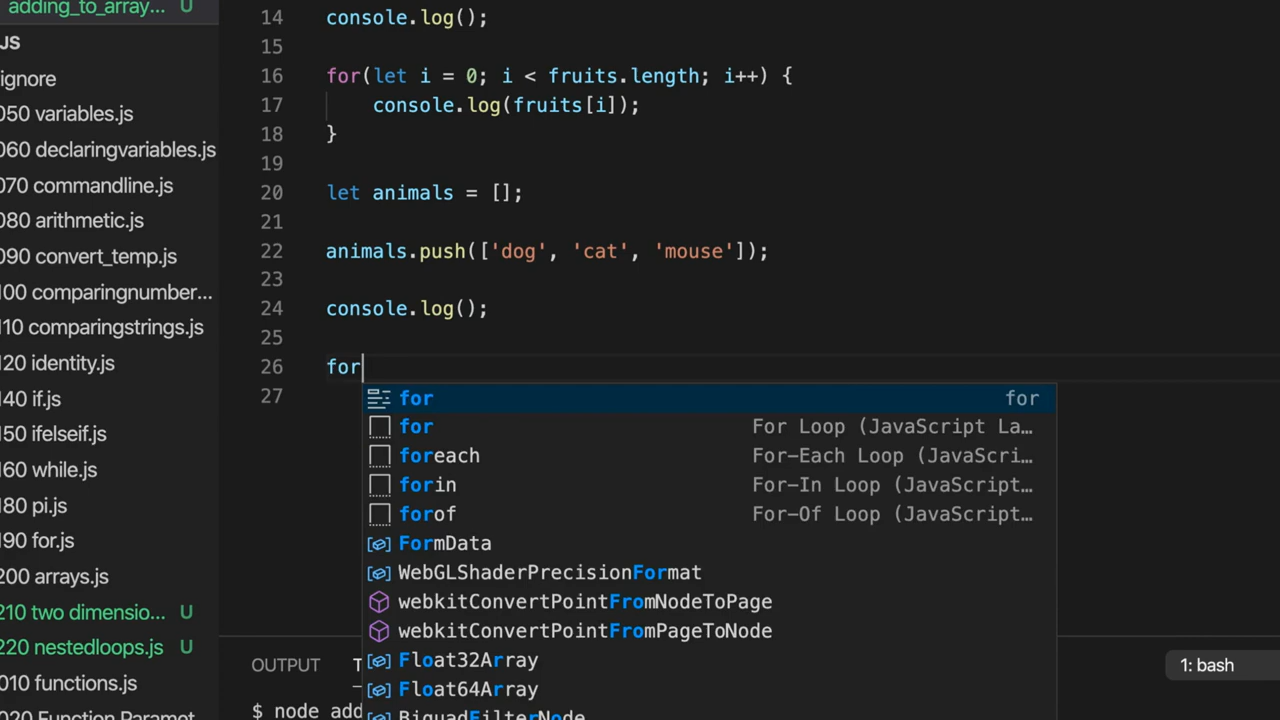 adding_to_array... U
JS
ignore
050 variables.js
060 declaringvariables.js
070 commandline.js
080 arithmetic.js
090 convert_temp.js
100 comparingnumber...
110 comparingstrings.js
120 identity.js
140 if.js
150 ifelseif.js
160 while.js
180 pi.js
190 for.js
200 arrays.js
210 two dimensio... U
220 nestedloops.js U
010 functions.js
020 Function Paramet
14 console.log();
15
16 for(let i = 0; i < fruits.length; i++) {
17 console.log(fruits[i]);
18 }
19
20 let animals = [];
21
22 animals.push(['dog', 'cat', 'mouse']);
23
24 console.log();
25
26 for
27
for for
for For Loop (JavaScript La...
foreach For-Each Loop (JavaScri...
forin For-In Loop (JavaScript...
forof For-Of Loop (JavaScript...
FormData
WebGLShaderPrecisionFormat
webkitConvertPointFromNodeToPage
webkitConvertPointFromPageToNode
Float32Array
Float64Array
BiquadFilterNode
OUTPUT T 1: bash
$ node add